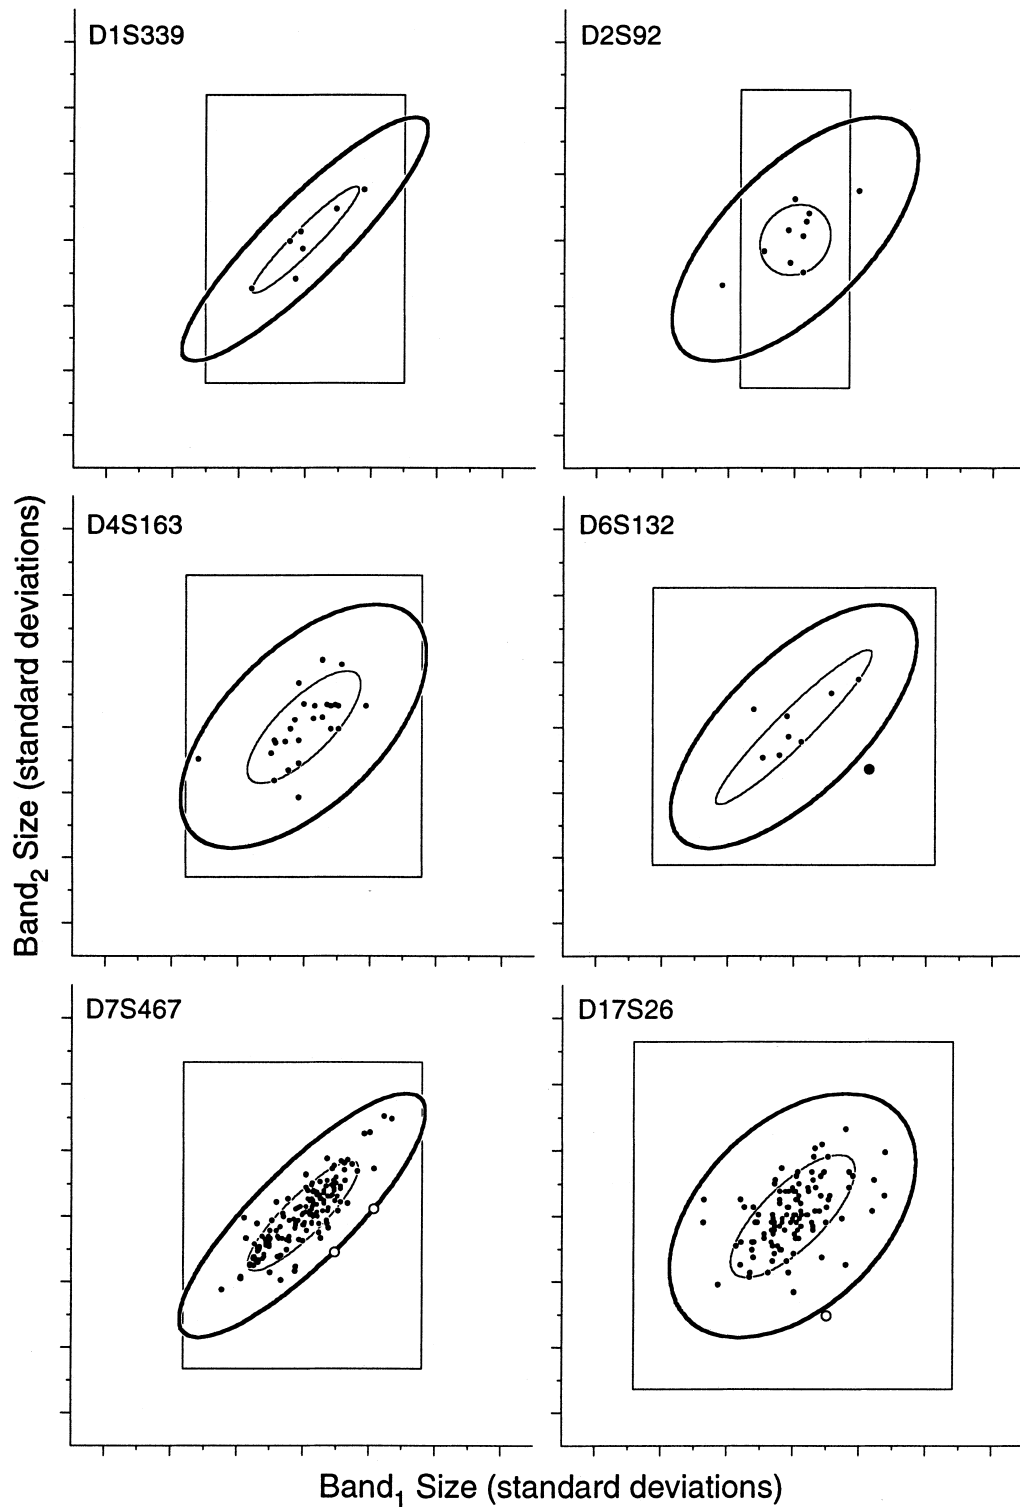 D1S339
D2S92
D4S163
D6S132
D7S467
D17S26
Band2 Size (standard deviations)
Band1 Size (standard deviations)